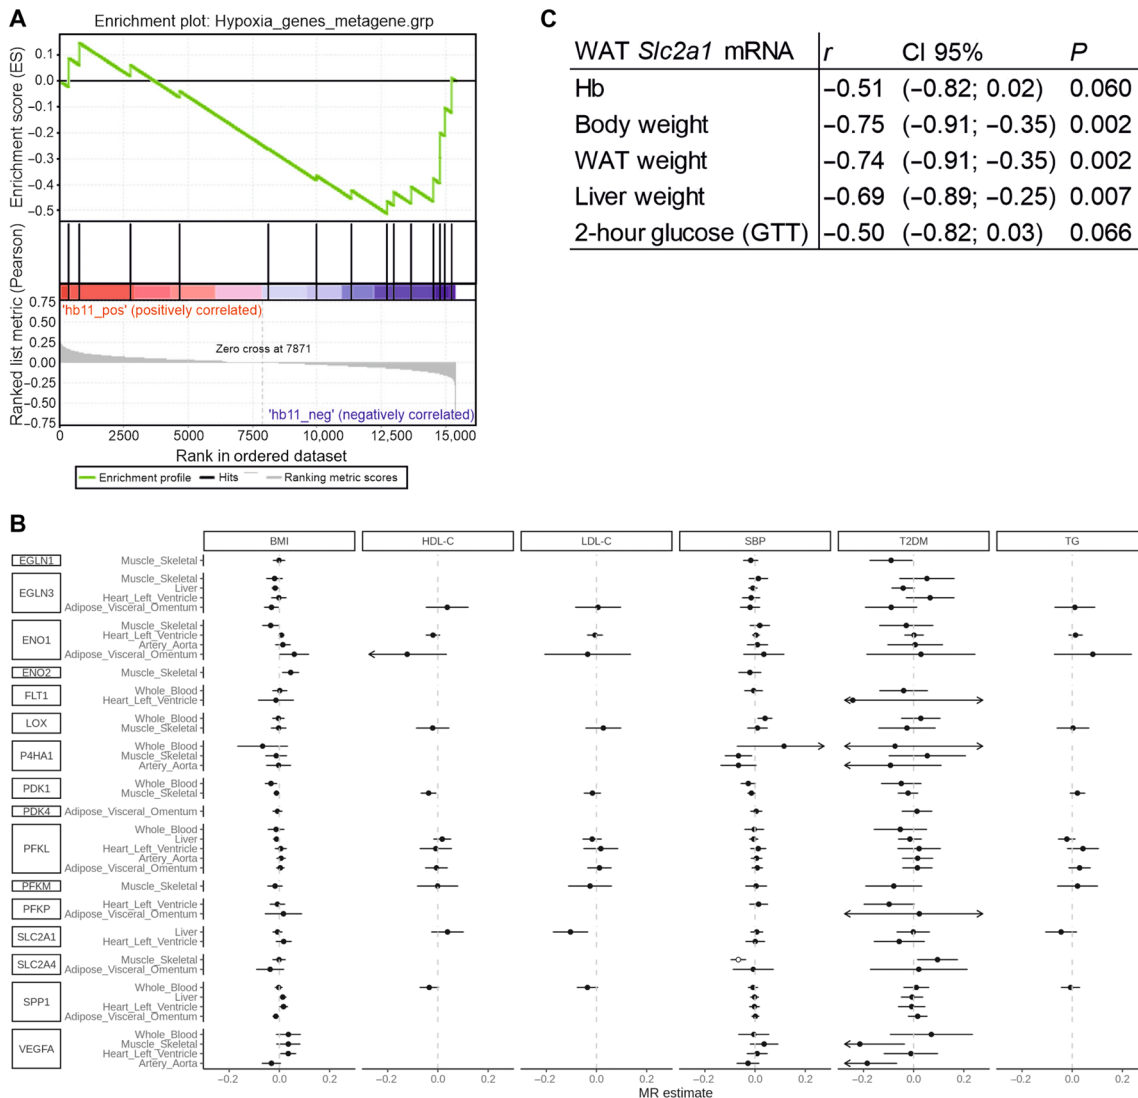 A
Enrichment plot: Hypoxia_genes_metagene.grp
Enrichment score (ES)
0.1
0.0
−0.1
−0.2
−0.3
−0.4
−0.5
Ranked list metric (Pearson)
0.75
0.50
0.25
0.00
−0.25
−0.50
−0.75
'hb11_pos' (positively correlated)
Zero cross at 7871
'hb11_neg' (negatively correlated)
0 2500 5000 7500 10,000 12,500 15,000
Rank in ordered dataset
Enrichment profile Hits Ranking metric scores
C
WAT Slc2a1 mRNA r CI 95% P
Hb −0.51 (−0.82; 0.02) 0.060
Body weight −0.75 (−0.91; −0.35) 0.002
WAT weight −0.74 (−0.91; −0.35) 0.002
Liver weight −0.69 (−0.89; −0.25) 0.007
2-hour glucose (GTT) −0.50 (−0.82; 0.03) 0.066
B
BMI HDL-C LDL-C SBP T2DM TG
EGLN1 Muscle_Skeletal
EGLN3 Muscle_Skeletal
Liver
Heart_Left_Ventricle
Adipose_Visceral_Omentum
ENO1 Muscle_Skeletal
Heart_Left_Ventricle
Artery_Aorta
Adipose_Visceral_Omentum
ENO2 Muscle_Skeletal
FLT1 Whole_Blood
Heart_Left_Ventricle
LOX Whole_Blood
Muscle_Skeletal
P4HA1 Whole_Blood
Muscle_Skeletal
Artery_Aorta
PDK1 Whole_Blood
Muscle_Skeletal
PDK4 Adipose_Visceral_Omentum
PFKL Whole_Blood
Liver
Heart_Left_Ventricle
Artery_Aorta
Adipose_Visceral_Omentum
PFKM Muscle_Skeletal
PFKP Heart_Left_Ventricle
Adipose_Visceral_Omentum
SLC2A1 Liver
Heart_Left_Ventricle
SLC2A4 Muscle_Skeletal
Adipose_Visceral_Omentum
SPP1 Whole_Blood
Liver
Heart_Left_Ventricle
Adipose_Visceral_Omentum
VEGFA Whole_Blood
Muscle_Skeletal
Heart_Left_Ventricle
Artery_Aorta
−0.2 0.0 0.2 −0.2 0.0 0.2 −0.2 0.0 0.2 −0.2 0.0 0.2 −0.2 0.0 0.2 −0.2 0.0 0.2
MR estimate